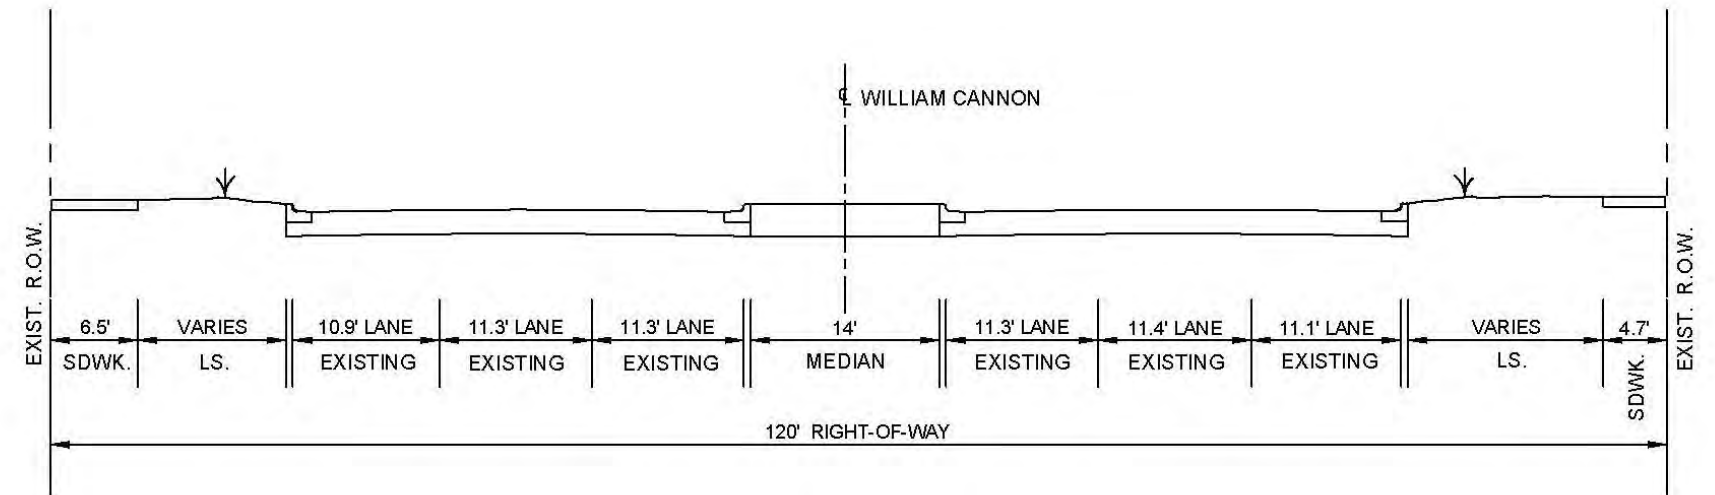 ℄ WILLIAM CANNON
EXIST. R.O.W.
EXIST. R.O.W.
6.5' VARIES 10.9' LANE 11.3' LANE 11.3' LANE 14' 11.3' LANE 11.4' LANE 11.1' LANE VARIES 4.7'
SDWK. LS. EXISTING EXISTING EXISTING MEDIAN EXISTING EXISTING EXISTING LS. SDWK.
120' RIGHT-OF-WAY